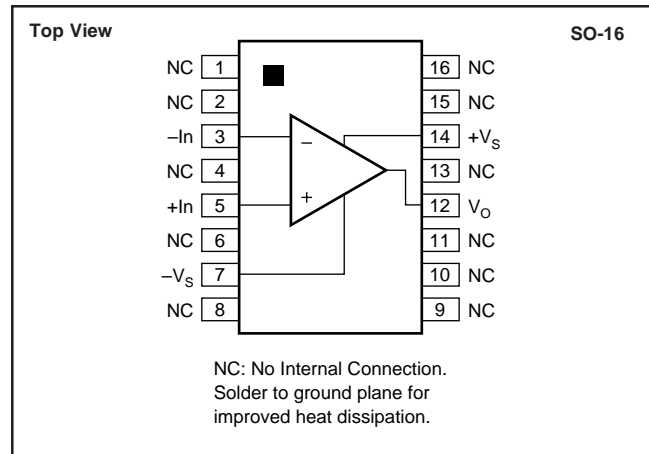 Top View
SO-16
NC 1
NC 2
–In 3
NC 4
+In 5
NC 6
–VS 7
NC 8
16 NC
15 NC
14 +VS
13 NC
12 VO
11 NC
10 NC
9 NC
–
+
NC: No Internal Connection.
Solder to ground plane for
improved heat dissipation.